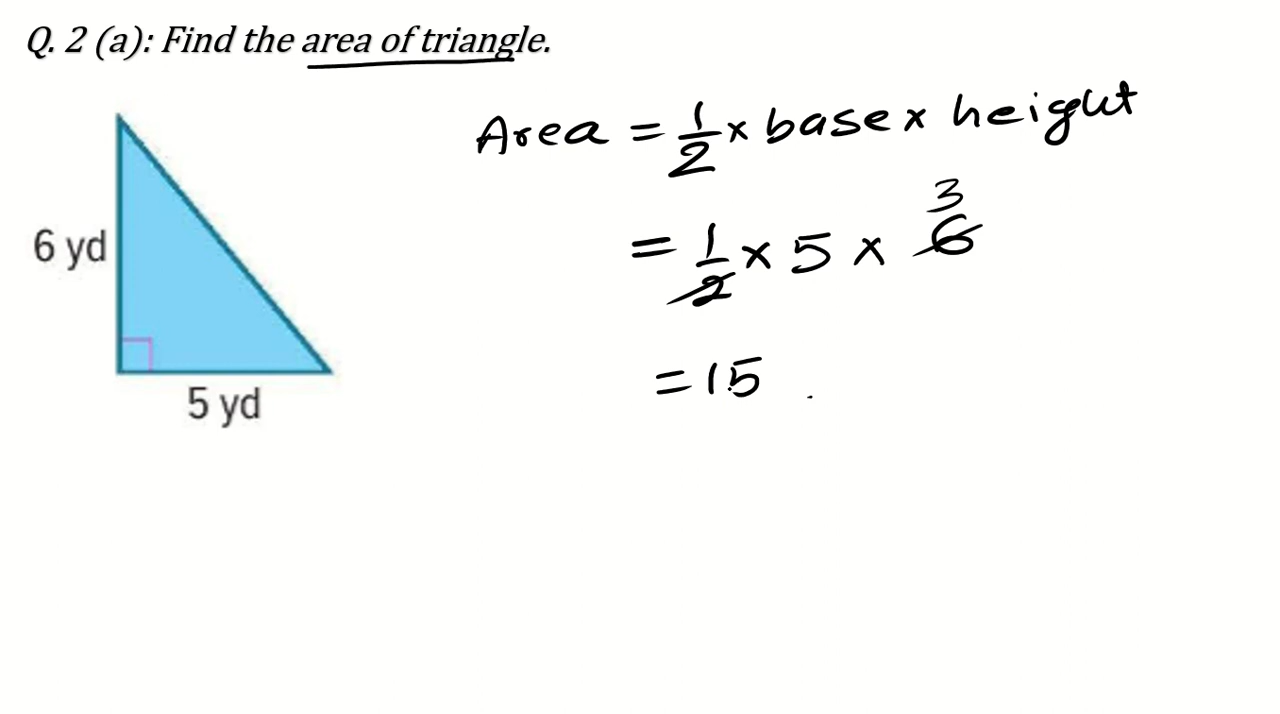 Q. 2 (a): Find the area of triangle.
Area = 1/2 × base × height
6 yd
= 1/2 × 5 × 6 3
= 15
5 yd